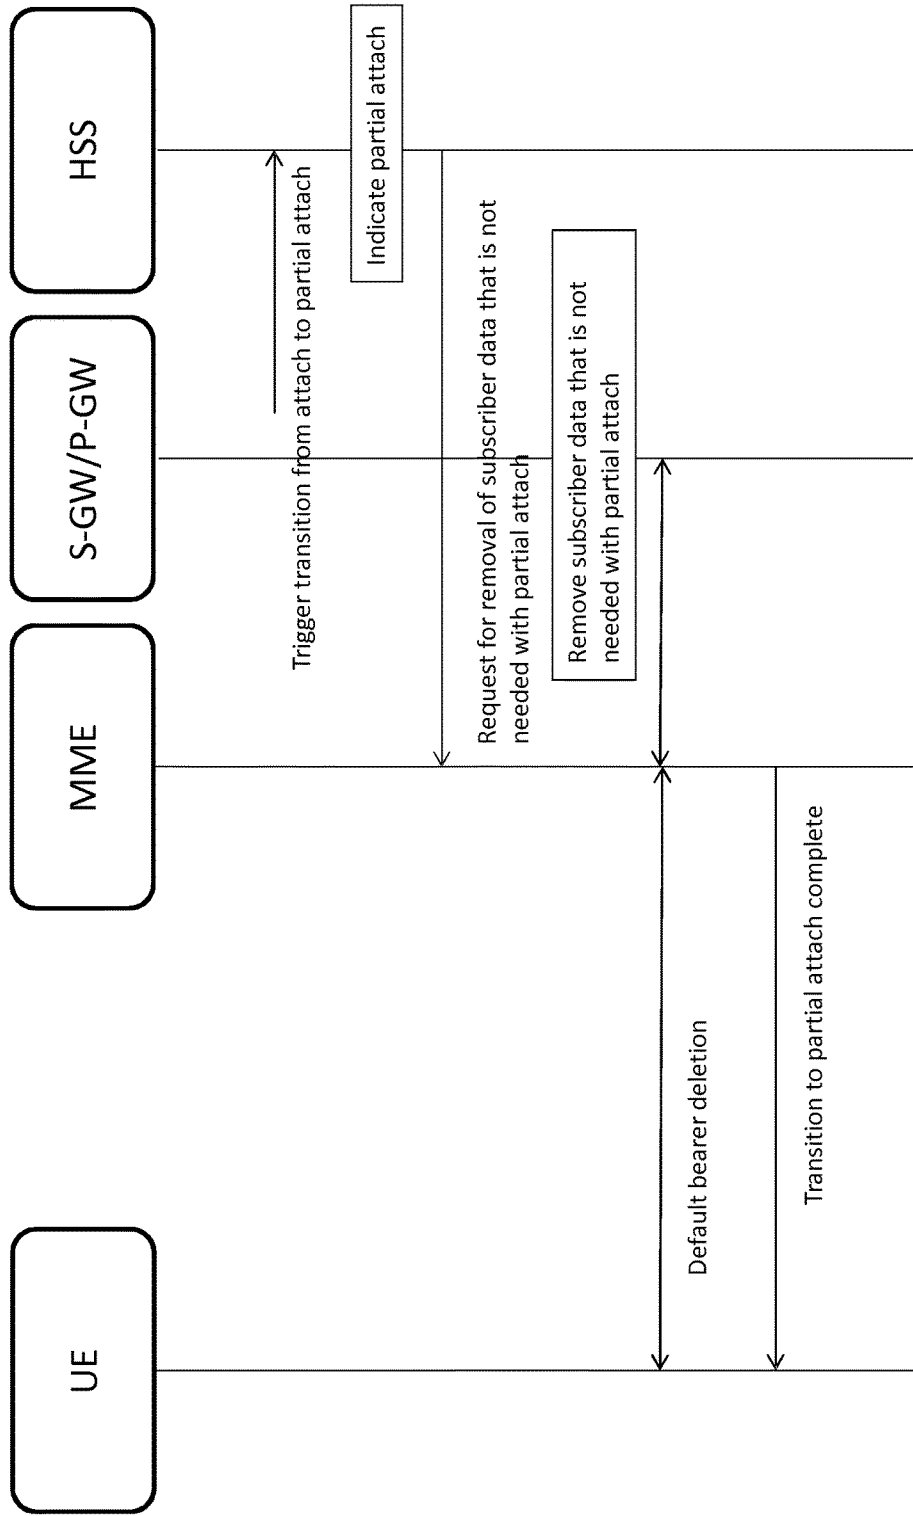 UE
MME
S-GW/P-GW
HSS
Trigger transition from attach to partial attach
Indicate partial attach
Request for removal of subscriber data that is not
needed with partial attach
Remove subscriber data that is not
needed with partial attach
Default bearer deletion
Transition to partial attach complete